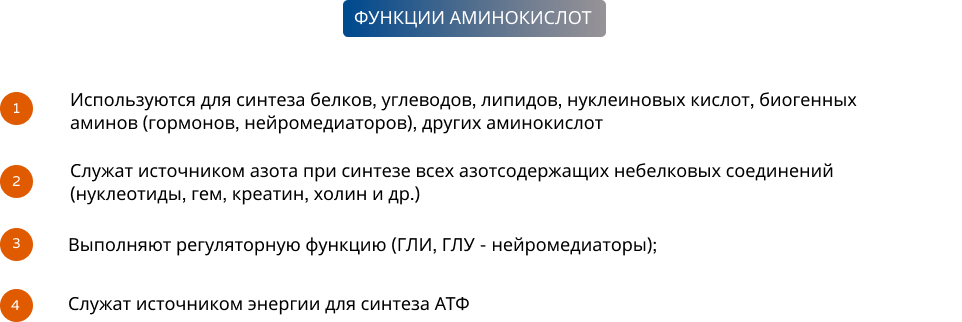 ФУНКЦИИ АМИНОКИСЛОТ
1
Используются для синтеза белков, углеводов, липидов, нуклеиновых кислот, биогенных
аминов (гормонов, нейромедиаторов), других аминокислот
2
Служат источником азота при синтезе всех азотсодержащих небелковых соединений
(нуклеотиды, гем, креатин, холин и др.)
3
Выполняют регуляторную функцию (ГЛИ, ГЛУ - нейромедиаторы);
4
Служат источником энергии для синтеза АТФ